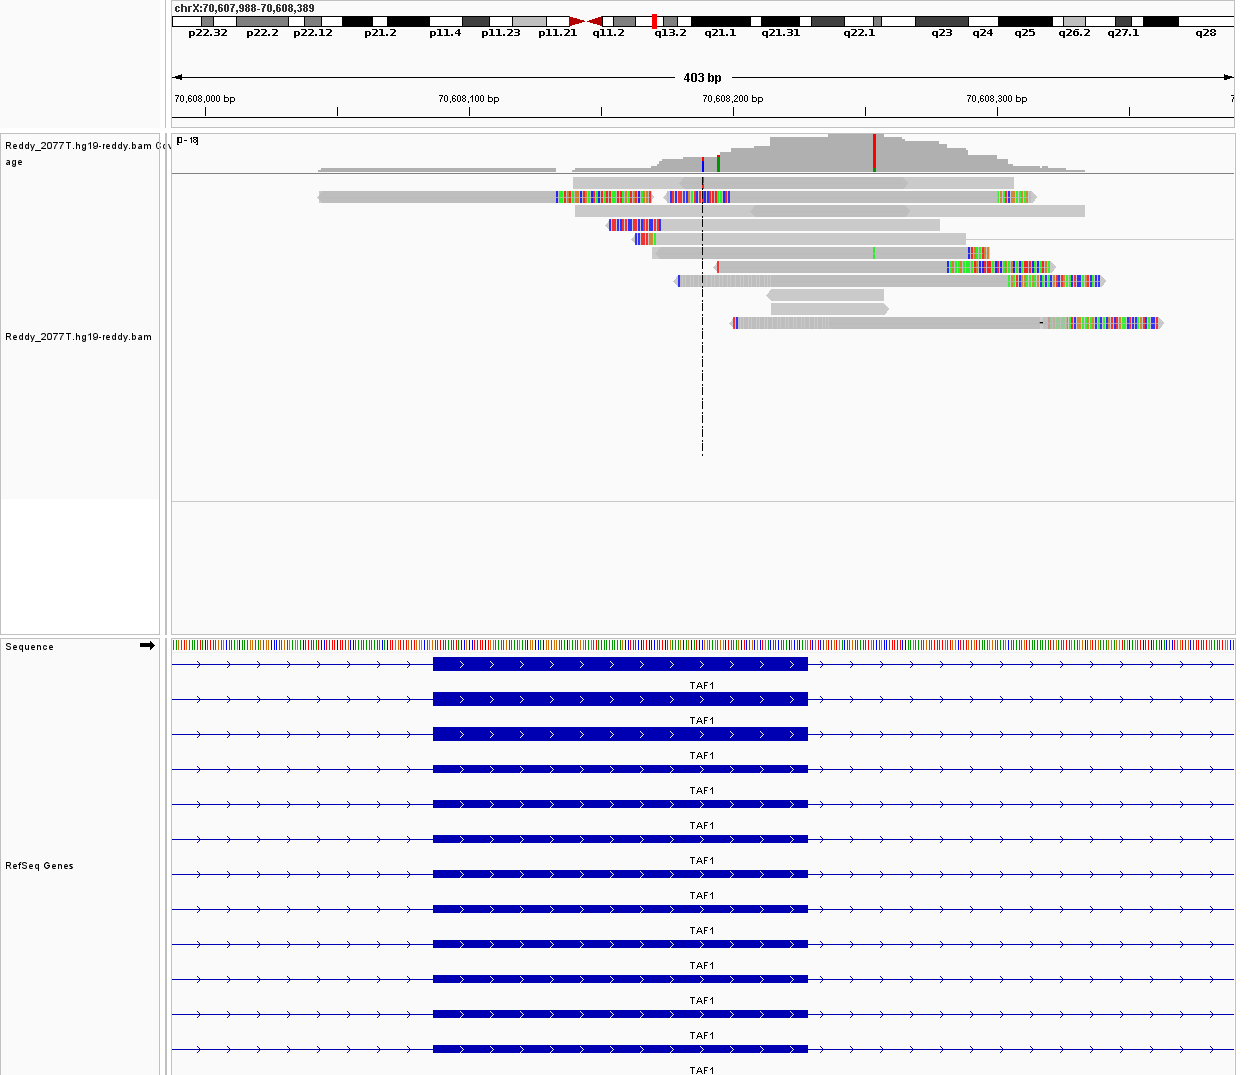 chrX:70,607,988-70,608,389
p22.32 p22.2 p22.12 p21.2 p11.4 p11.23 p11.21 q11.2 q13.2 q21.1 q21.31 q22.1 q23 q24 q25 q26.2 q27.1 q28
403 bp
70,608,000 bp 70,608,100 bp 70,608,200 bp 70,608,300 bp
Reddy_2077T.hg19-reddy.bam Cov
age
[0 - 18]
Reddy_2077T.hg19-reddy.bam
Sequence
TAF1
TAF1
TAF1
TAF1
TAF1
TAF1
RefSeq Genes
TAF1
TAF1
TAF1
TAF1
TAF1
TAF1